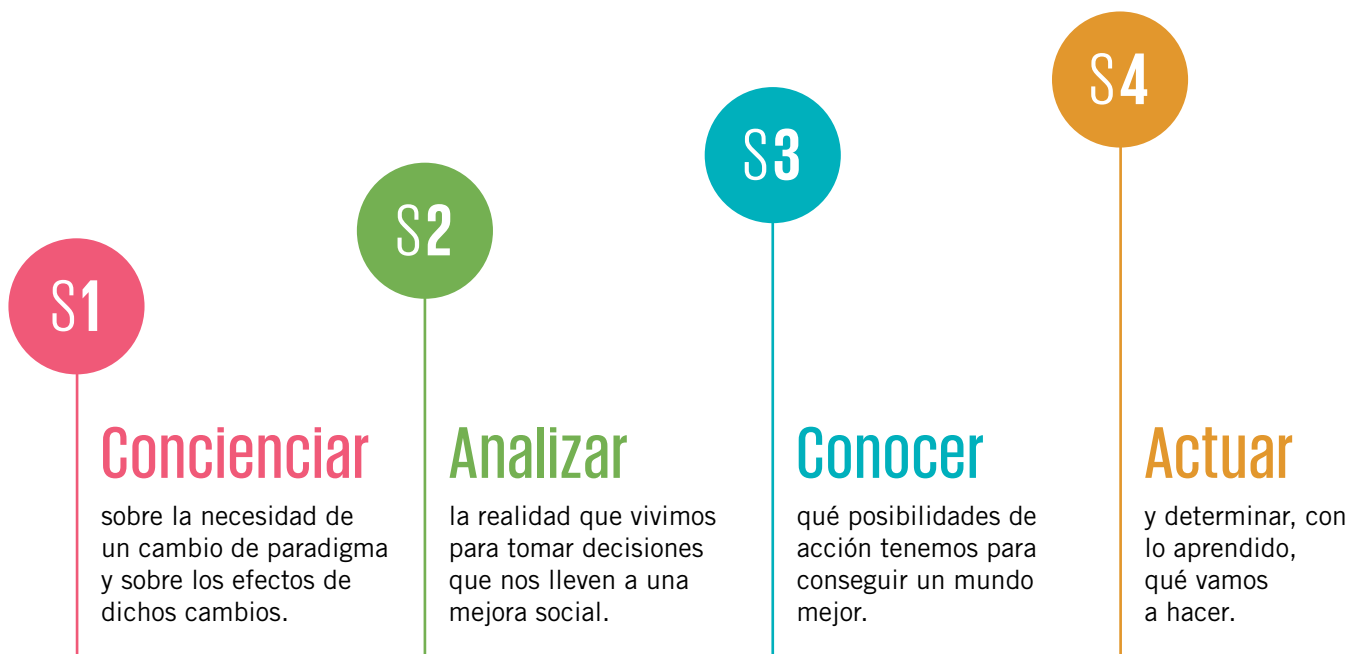 S1
Concienciar
sobre la necesidad de
un cambio de paradigma
y sobre los efectos de
dichos cambios.
S2
Analizar
la realidad que vivimos
para tomar decisiones
que nos lleven a una
mejora social.
S3
Conocer
qué posibilidades de
acción tenemos para
conseguir un mundo
mejor.
S4
Actuar
y determinar, con
lo aprendido,
qué vamos
a hacer.